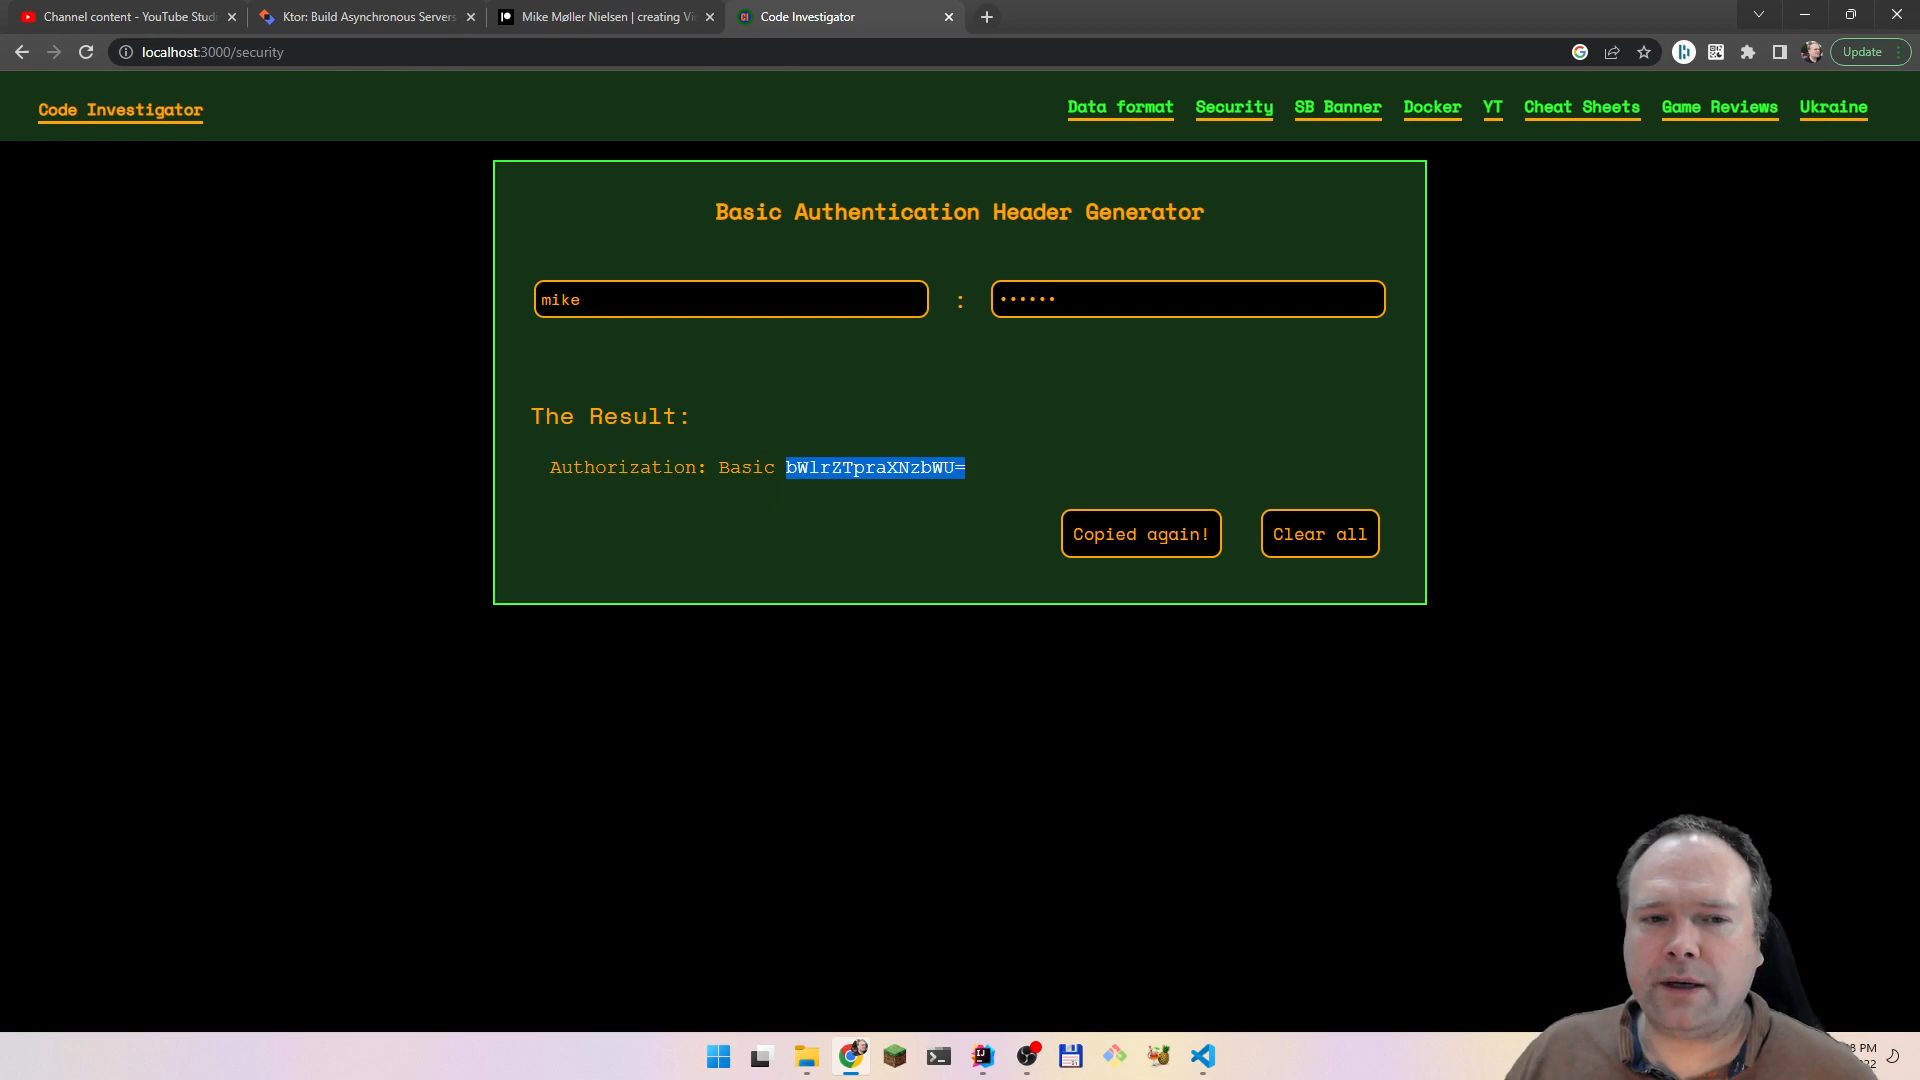 Channel content - YouTube Studi
Ktor: Build Asynchronous Servers
Mike Møller Nielsen | creating Vi
Code Investigator
localhost:3000/security
Update
Code Investigator
Data format
Security
SB Banner
Docker
YT
Cheat Sheets
Game Reviews
Ukraine
Basic Authentication Header Generator
mike
:
••••••
The Result:
Authorization: Basic bWlrZTpraXNzbWU=
Copied again!
Clear all
8 PM